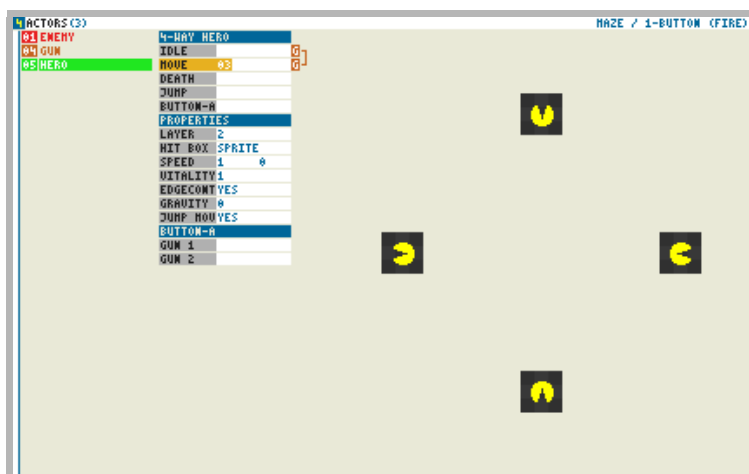 4 ACTORS(3) MAZE / 1-BUTTON (FIRE)
01 ENEMY
04 GUN
05 HERO
4-WAY HERO
IDLE G
MOVE 03 G
DEATH
JUMP
BUTTON-A
PROPERTIES
LAYER 2
HIT BOX SPRITE
SPEED 1 0
VITALITY 1
EDGECONT YES
GRAVITY 0
JUMP MOV YES
BUTTON-A
GUN 1
GUN 2